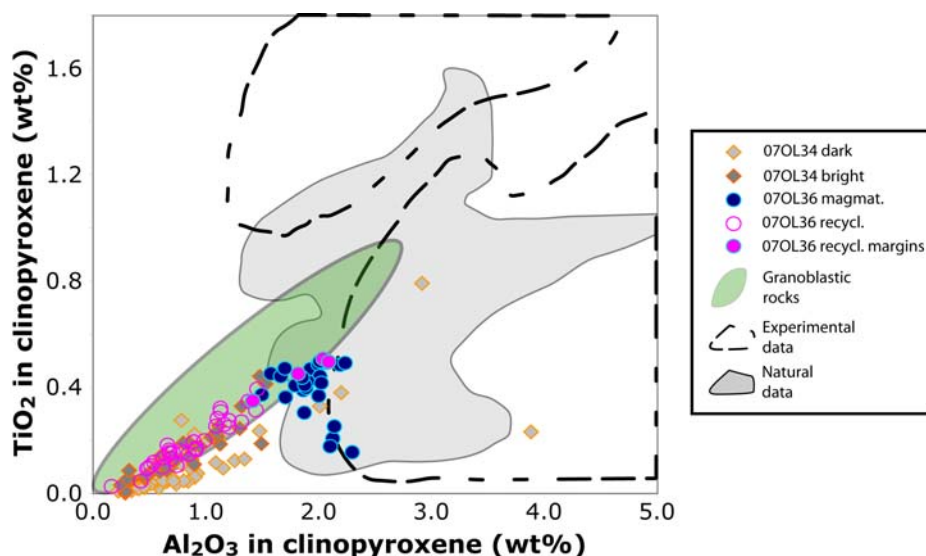 TiO₂ in clinopyroxene (wt%)
1.6
1.2
0.8
0.4
0.0
0.0 1.0 2.0 3.0 4.0 5.0
Al₂O₃ in clinopyroxene (wt%)
07OL34 dark
07OL34 bright
07OL36 magmat.
07OL36 recycl.
07OL36 recycl. margins
Granoblastic
rocks
Experimental
data
Natural
data